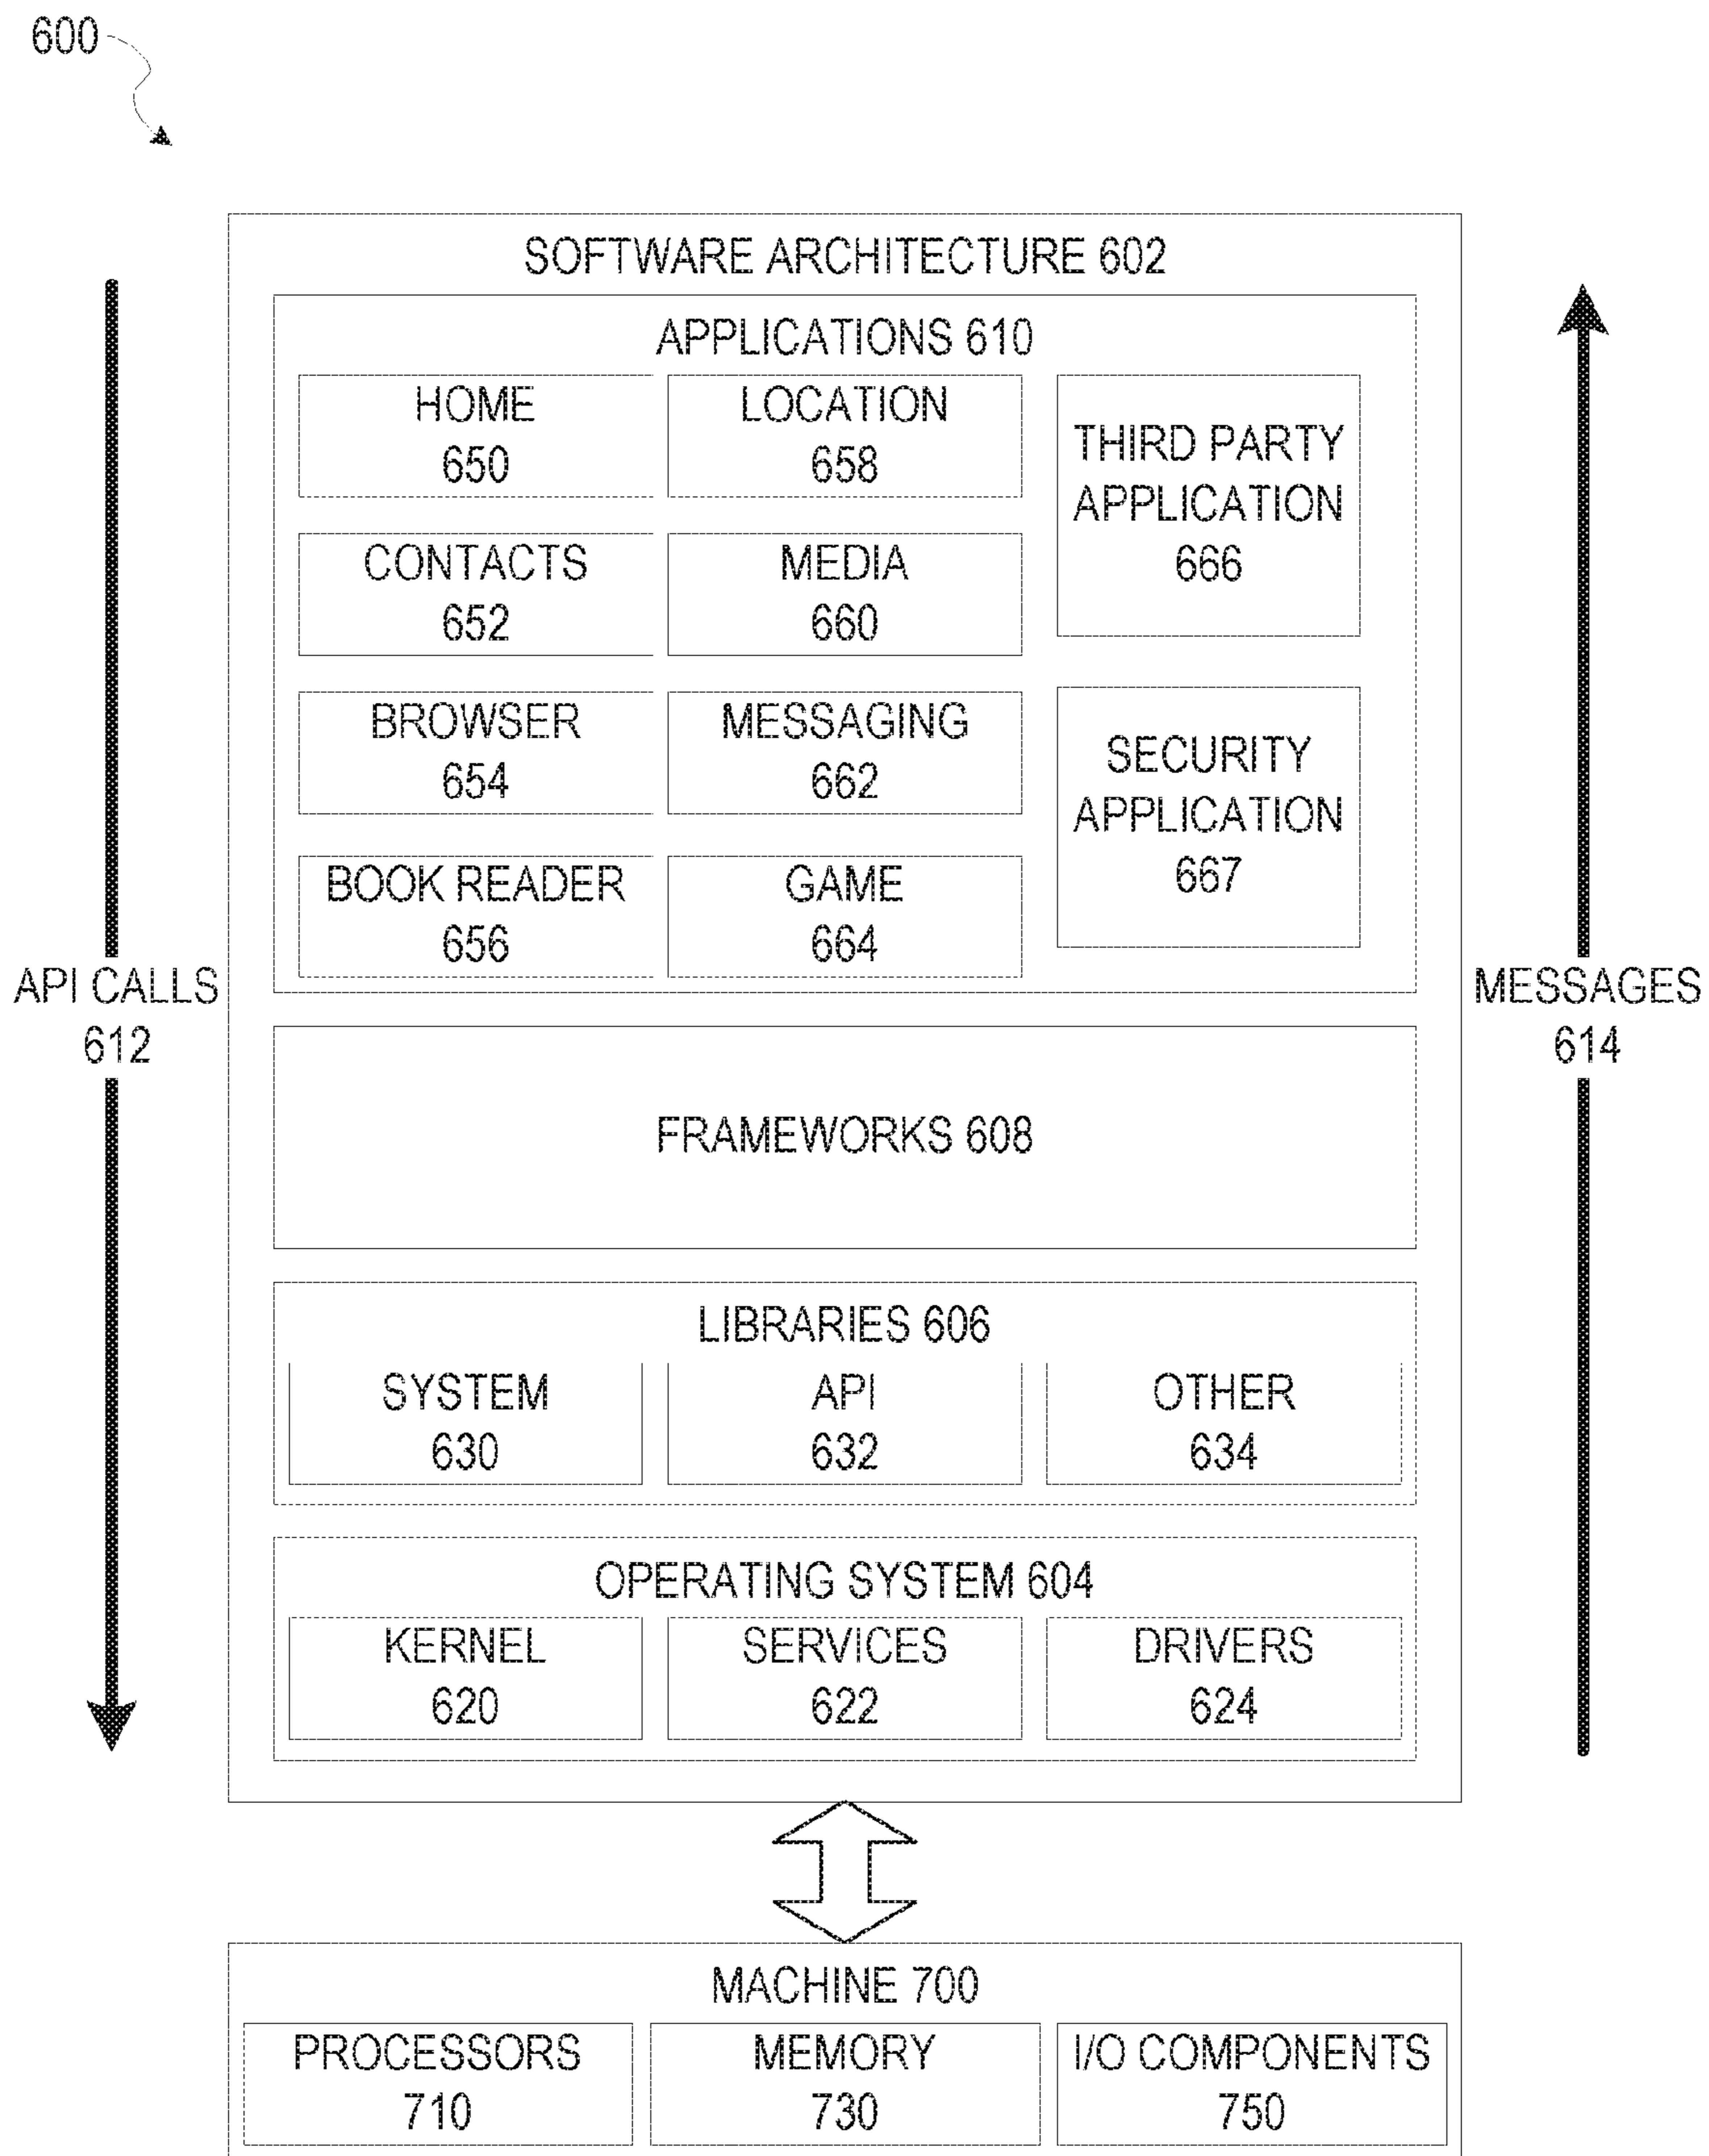 600
SOFTWARE ARCHITECTURE 602
APPLICATIONS 610
HOME
650
LOCATION
658
THIRD PARTY
APPLICATION
666
CONTACTS
652
MEDIA
660
BROWSER
654
MESSAGING
662
SECURITY
APPLICATION
667
BOOK READER
656
GAME
664
API CALLS
612
MESSAGES
614
FRAMEWORKS 608
LIBRARIES 606
SYSTEM
630
API
632
OTHER
634
OPERATING SYSTEM 604
KERNEL
620
SERVICES
622
DRIVERS
624
MACHINE 700
PROCESSORS
710
MEMORY
730
I/O COMPONENTS
750